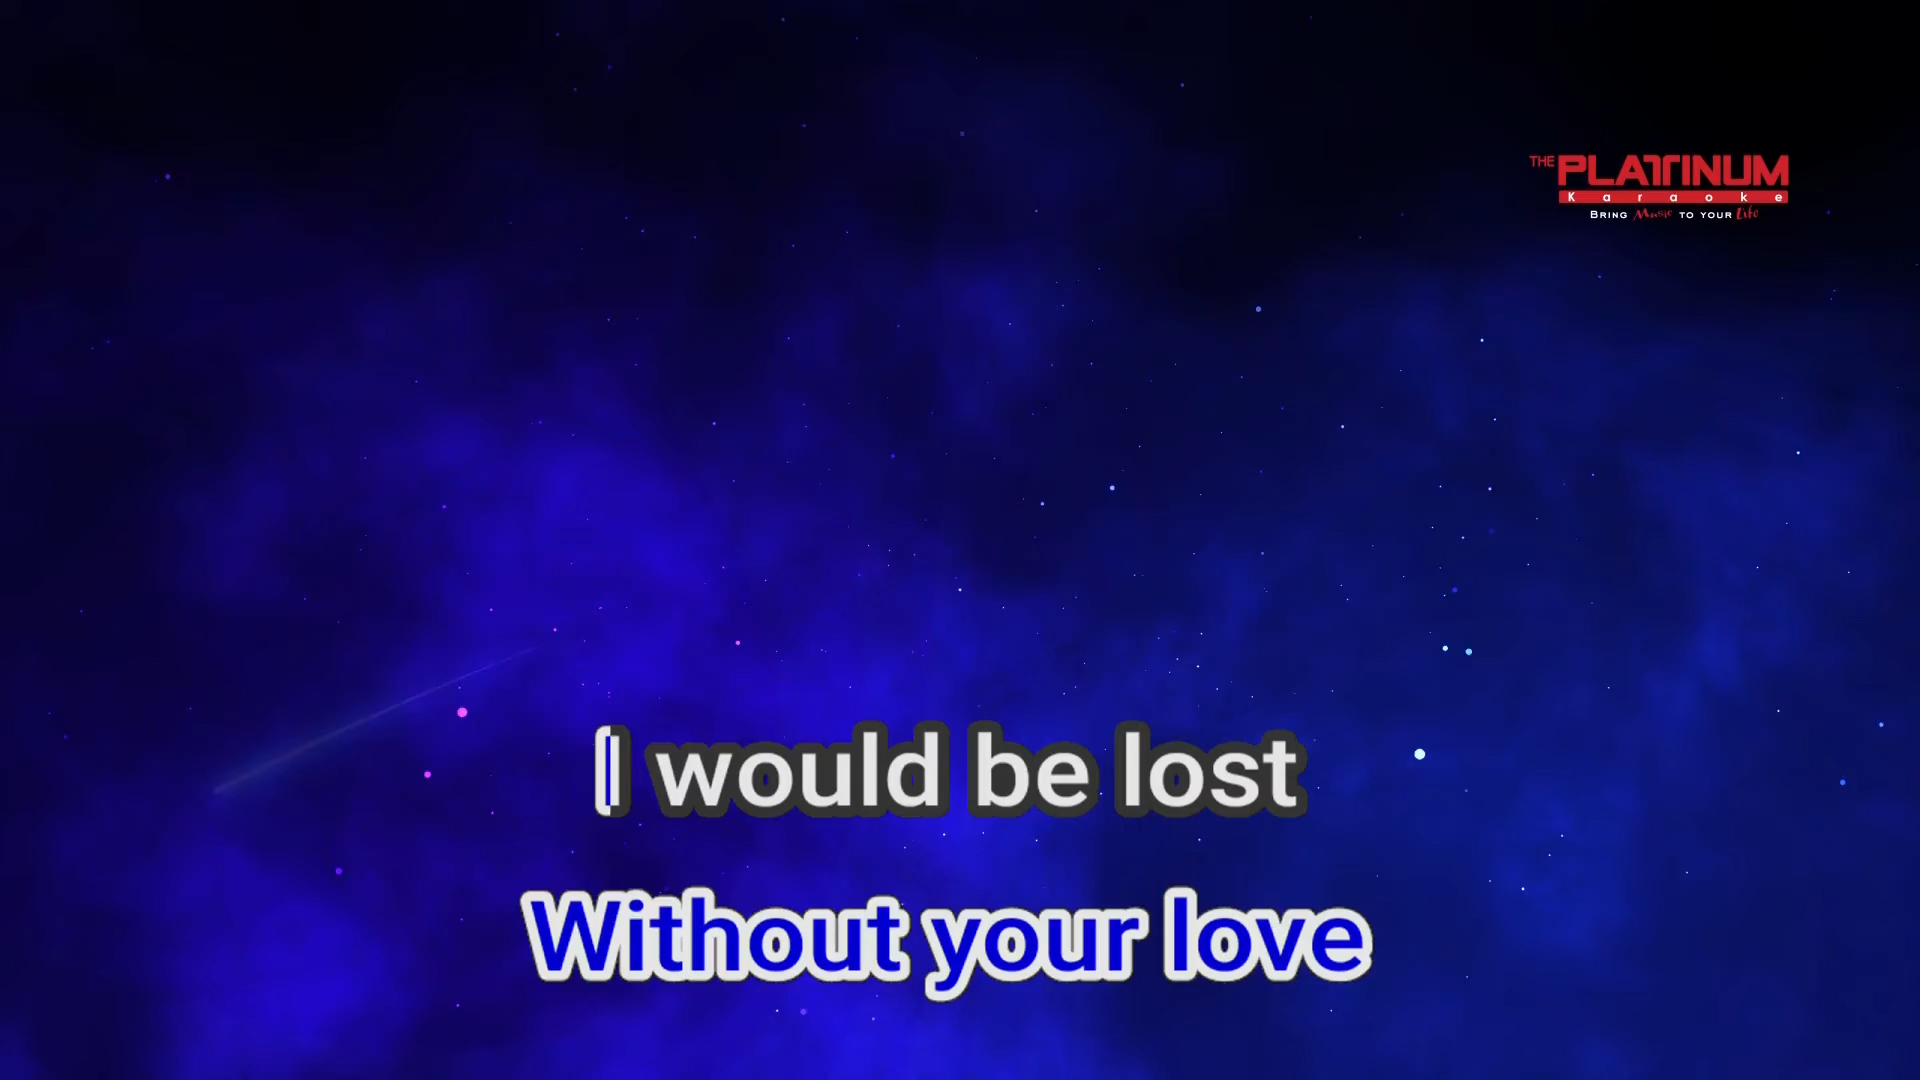 THE PLATINUM
Karaoke
BRING Music TO YOUR Life
I would be lost
Without your love